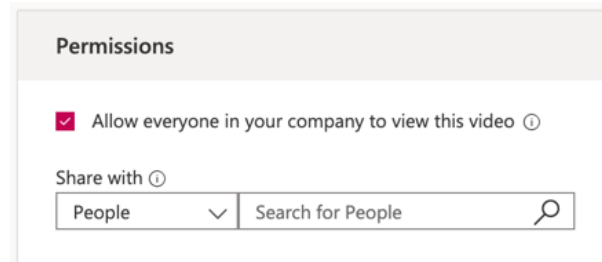 Permissions
Allow everyone in your company to view this video
Share with
People Search for People